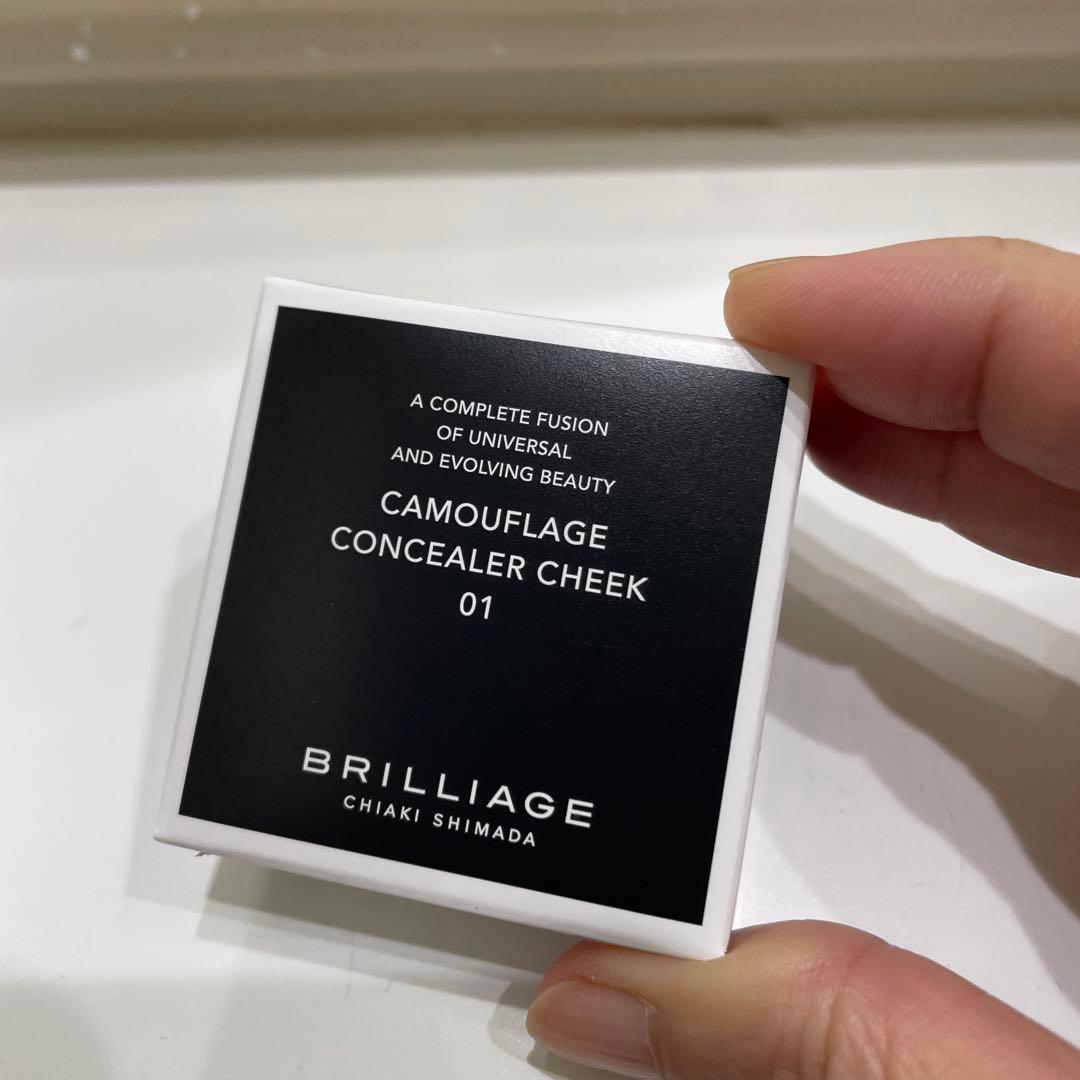 A COMPLETE FUSION
OF UNIVERSAL
AND EVOLVING BEAUTY
CAMOUFLAGE
CONCEALER CHEEK
01
BRILLIAGE
CHIAKI SHIMADA